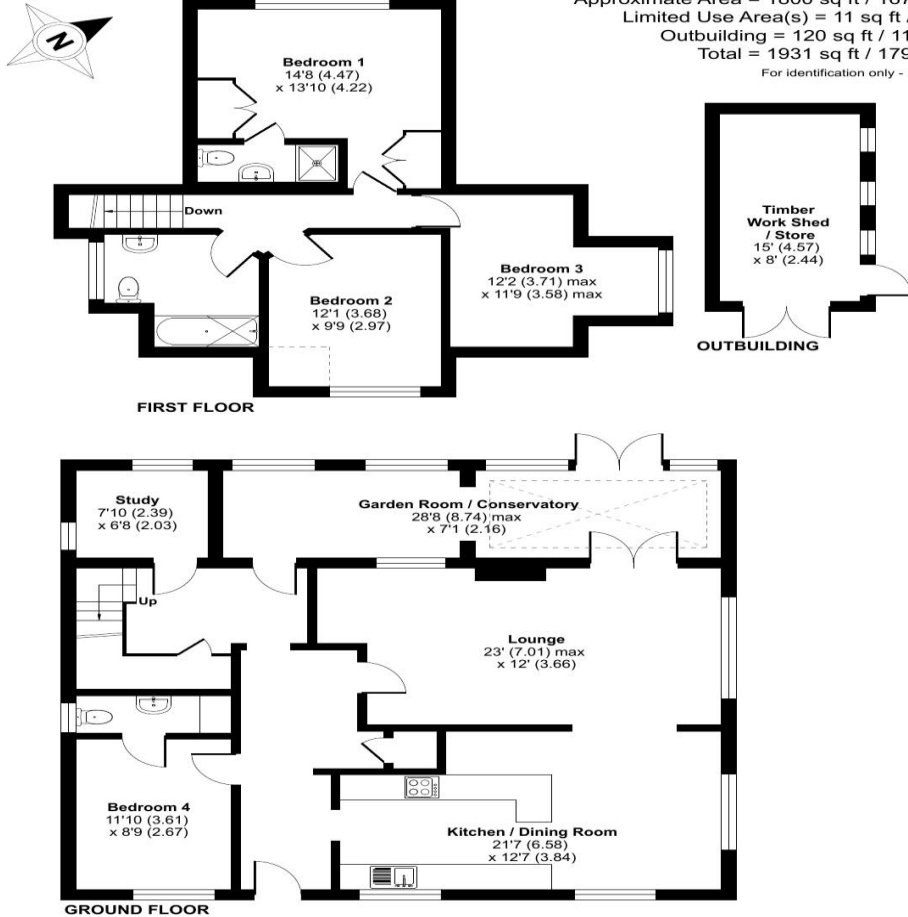 Approximate Area = 1800 sq ft / 167
Limited Use Area(s) = 11 sq ft /
Outbuilding = 120 sq ft / 11
Total = 1931 sq ft / 179
For identification only -
N
Bedroom 1
14'8 (4.47)
x 13'10 (4.22)
Down
Bedroom 2
12'1 (3.68)
x 9'9 (2.97)
Bedroom 3
12'2 (3.71) max
x 11'9 (3.58) max
FIRST FLOOR
Timber
Work Shed
/ Store
15' (4.57)
x 8' (2.44)
OUTBUILDING
Study
7'10 (2.39)
x 6'8 (2.03)
Garden Room / Conservatory
28'8 (8.74) max
x 7'1 (2.16)
Up
Lounge
23' (7.01) max
x 12' (3.66)
Bedroom 4
11'10 (3.61)
x 8'9 (2.67)
Kitchen / Dining Room
21'7 (6.58)
x 12'7 (3.84)
GROUND FLOOR